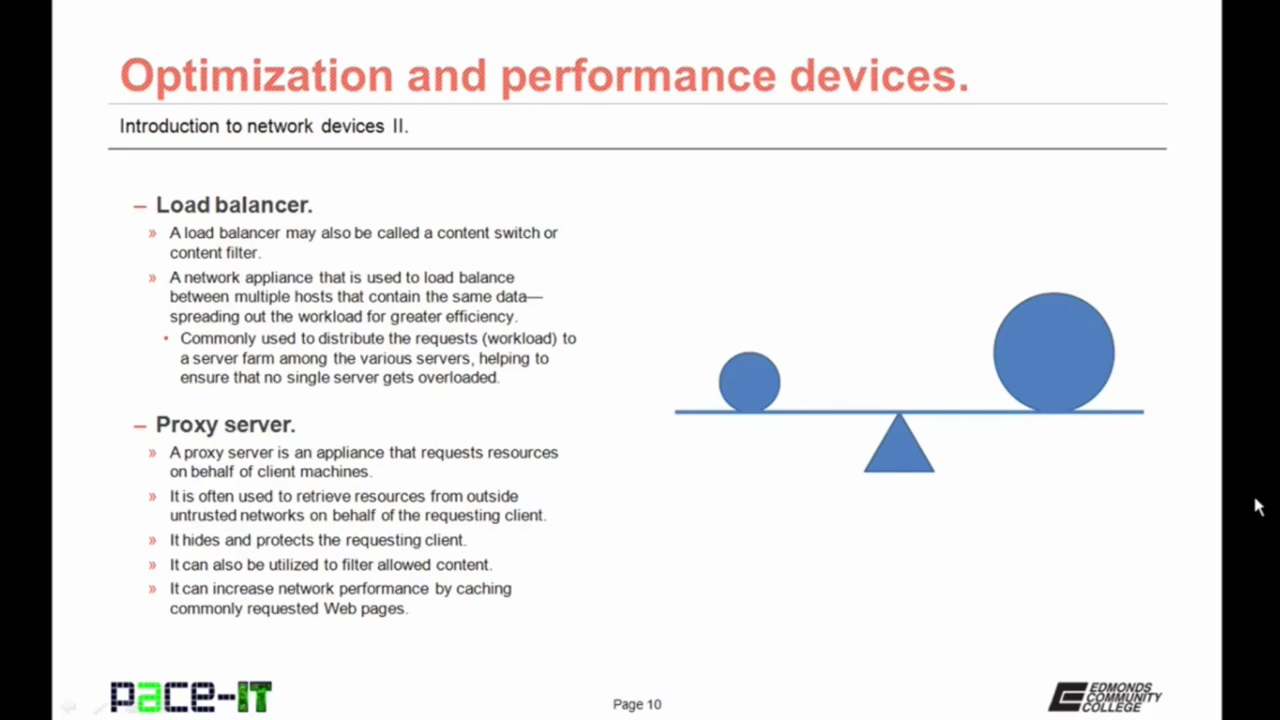 Optimization and performance devices.
Introduction to network devices II.
– Load balancer.
» A load balancer may also be called a content switch or
content filter.
» A network appliance that is used to load balance
between multiple hosts that contain the same data—
spreading out the workload for greater efficiency.
• Commonly used to distribute the requests (workload) to
a server farm among the various servers, helping to
ensure that no single server gets overloaded.
– Proxy server.
» A proxy server is an appliance that requests resources
on behalf of client machines.
» It is often used to retrieve resources from outside
untrusted networks on behalf of the requesting client.
» It hides and protects the requesting client.
» It can also be utilized to filter allowed content.
» It can increase network performance by caching
commonly requested Web pages.
pace-IT
Page 10
EDMONDS
COMMUNITY
COLLEGE